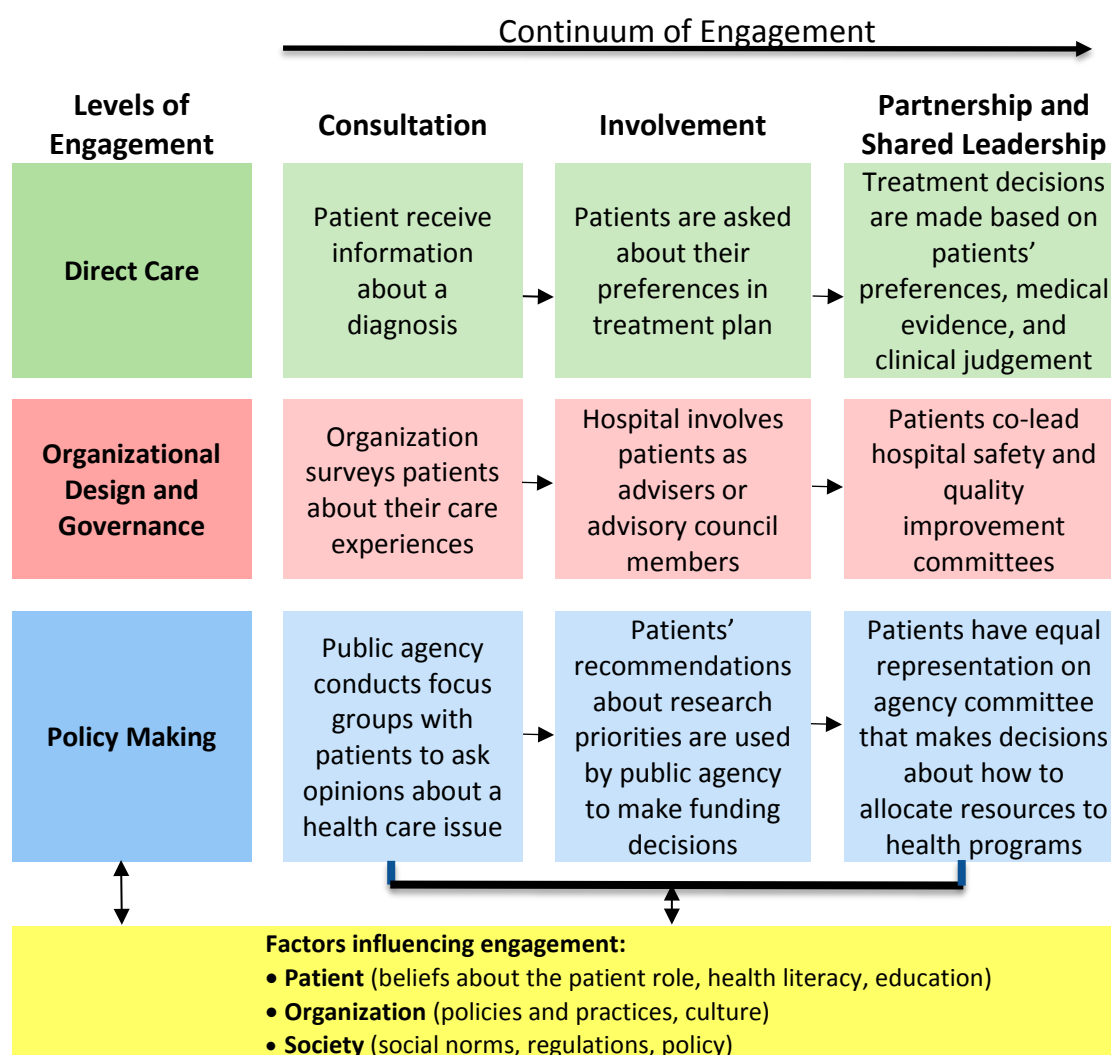 Continuum of Engagement
Levels of
Engagement
Consultation
Involvement
Partnership and
Shared Leadership
Direct Care
Patient receive
information
about a
diagnosis
Patients are asked
about their
preferences in
treatment plan
Treatment decisions
are made based on
patients’
preferences, medical
evidence, and
clinical judgement
Organizational
Design and
Governance
Organization
surveys patients
about their care
experiences
Hospital involves
patients as
advisers or
advisory council
members
Patients co-lead
hospital safety and
quality
improvement
committees
Policy Making
Public agency
conducts focus
groups with
patients to ask
opinions about a
health care issue
Patients’
recommendations
about research
priorities are used
by public agency
to make funding
decisions
Patients have equal
representation on
agency committee
that makes decisions
about how to
allocate resources to
health programs
Factors influencing engagement:
• Patient (beliefs about the patient role, health literacy, education)
• Organization (policies and practices, culture)
• Society (social norms, regulations, policy)